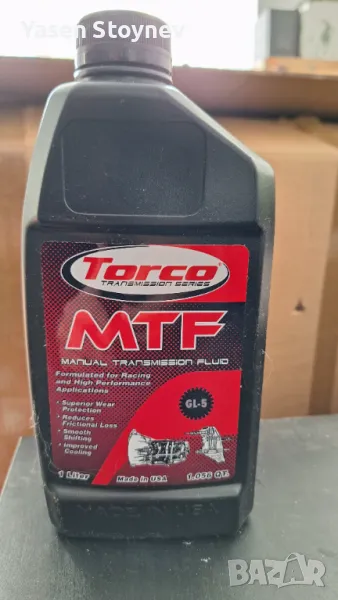 Yasen Stoynev
Torco
TRANSMISSION SERIES
MTF
MANUAL TRANSMISSION FLUID
Formulated for Racing
and High Performance
Applications
• Superior Wear
Protection
• Reduces
Frictional Loss
• Smooth
Shifting
• Improved
Cooling
GL-5
1 Liter
Made in USA
1.056 QT.
MADE IN USA
BAZAR